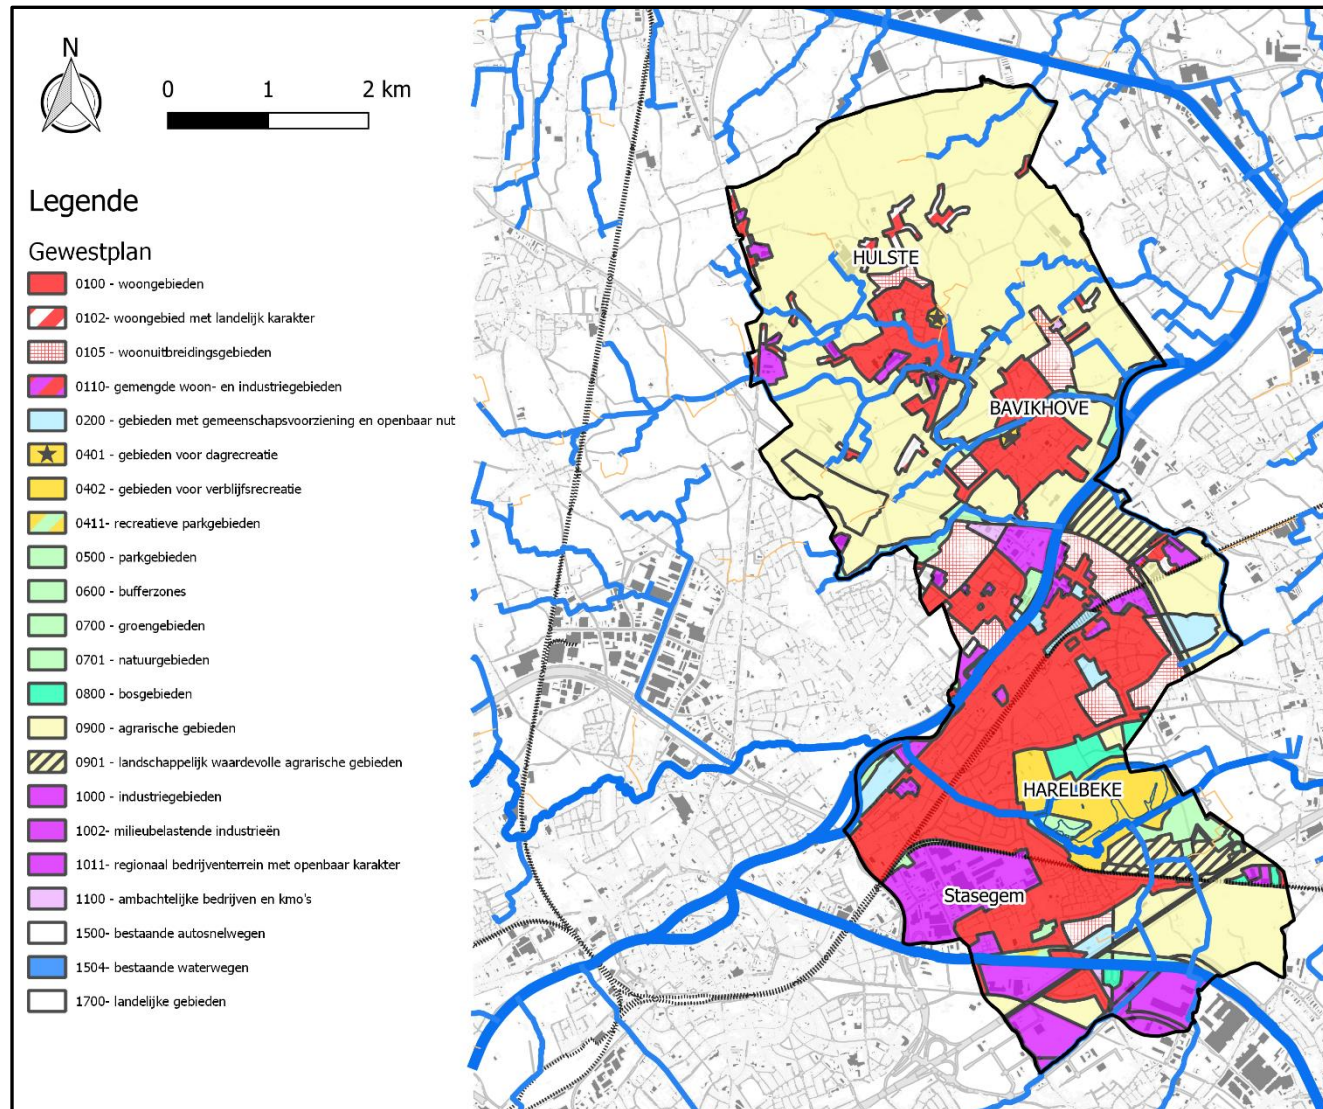 N
0 1 2 km
Legende
Gewestplan
0100 - woongebieden
0102- woongebied met landelijk karakter
0105 - woonuitbreidingsgebieden
0110- gemengde woon- en industriegebieden
0200 - gebieden met gemeenschapsvoorziening en openbaar nut
0401 - gebieden voor dagrecreatie
0402 - gebieden voor verblijfsrecreatie
0411- recreatieve parkgebieden
0500 - parkgebieden
0600 - bufferzones
0700 - groengebieden
0701 - natuurgebieden
0800 - bosgebieden
0900 - agrarische gebieden
0901 - landschappelijk waardevolle agrarische gebieden
1000 - industriegebieden
1002- milieubelastende industrieën
1011- regionaal bedrijventerrein met openbaar karakter
1100 - ambachtelijke bedrijven en kmo's
1500- bestaande autosnelwegen
1504- bestaande waterwegen
1700- landelijke gebieden
HULSTE
BAVIKHOVE
HARELBEKE
Stasegem